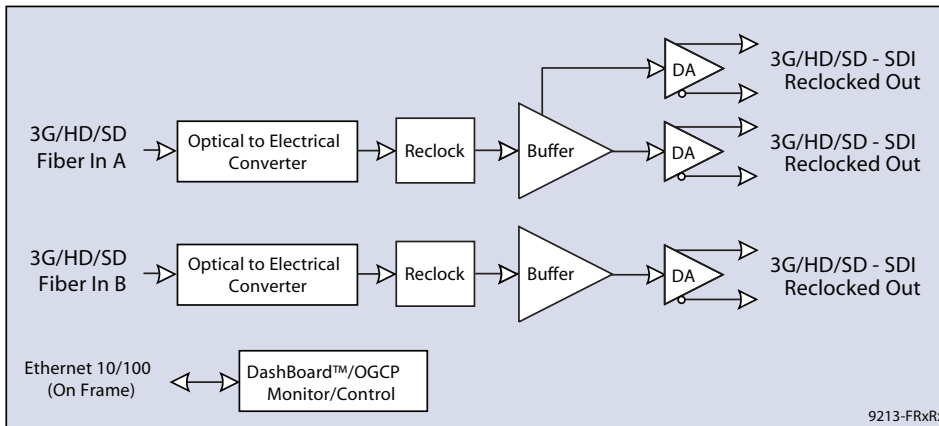 DA
3G/HD/SD - SDI
Reclocked Out
3G/HD/SD
Fiber In A
Optical to Electrical
Converter
Reclock
Buffer
DA
3G/HD/SD - SDI
Reclocked Out
3G/HD/SD
Fiber In B
Optical to Electrical
Converter
Reclock
Buffer
DA
3G/HD/SD - SDI
Reclocked Out
Ethernet 10/100
(On Frame)
DashBoard™/OGCP
Monitor/Control
9213-FRxRx